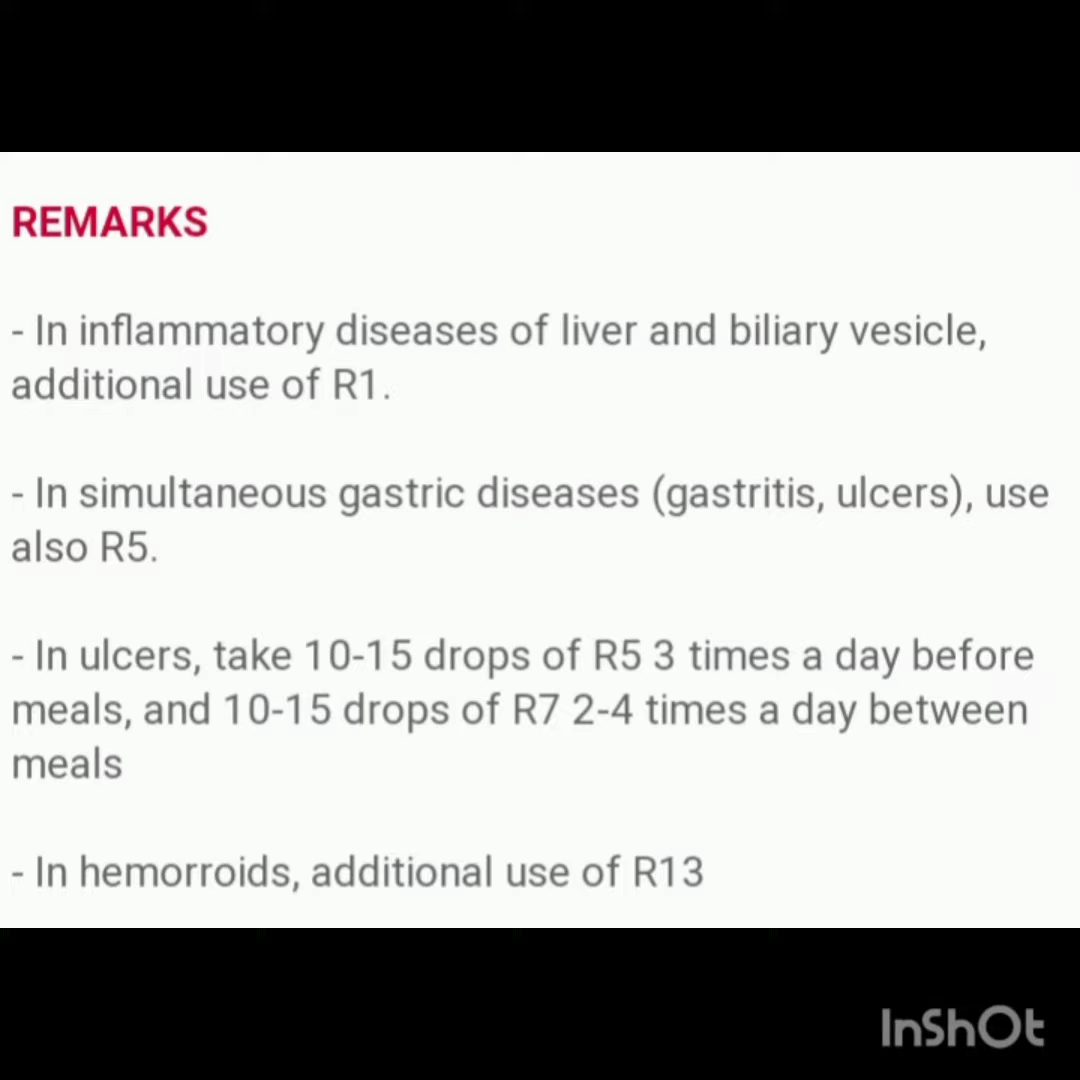 REMARKS
- In inflammatory diseases of liver and biliary vesicle,
additional use of R1.
- In simultaneous gastric diseases (gastritis, ulcers), use
also R5.
- In ulcers, take 10-15 drops of R5 3 times a day before
meals, and 10-15 drops of R7 2-4 times a day between
meals
- In hemorroids, additional use of R13
InShOt